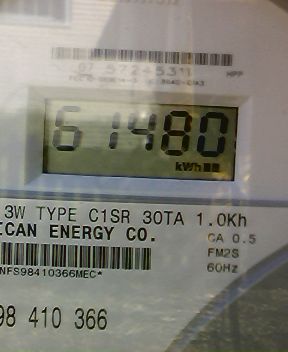 61480
kWh
3W TYPE C1SR 30TA 1.0Kh
ICAN ENERGY CO.
CA 0.5
FM2S
60Hz
NFS98410366MEC*
98 410 366